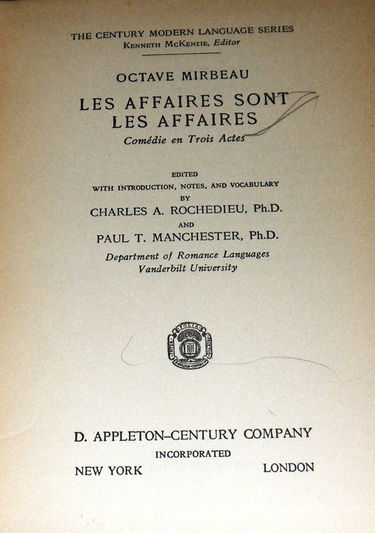 THE CENTURY MODERN LANGUAGE SERIES
KENNETH MCKENZIE, Editor
OCTAVE MIRBEAU
LES AFFAIRES SONT
LES AFFAIRES
Comédie en Trois Actes
EDITED
WITH INTRODUCTION, NOTES, AND VOCABULARY
BY
CHARLES A. ROCHEDIEU, Ph.D.
AND
PAUL T. MANCHESTER, Ph.D.
Department of Romance Languages
Vanderbilt University
D. APPLETON–CENTURY COMPANY
INCORPORATED
NEW YORK LONDON